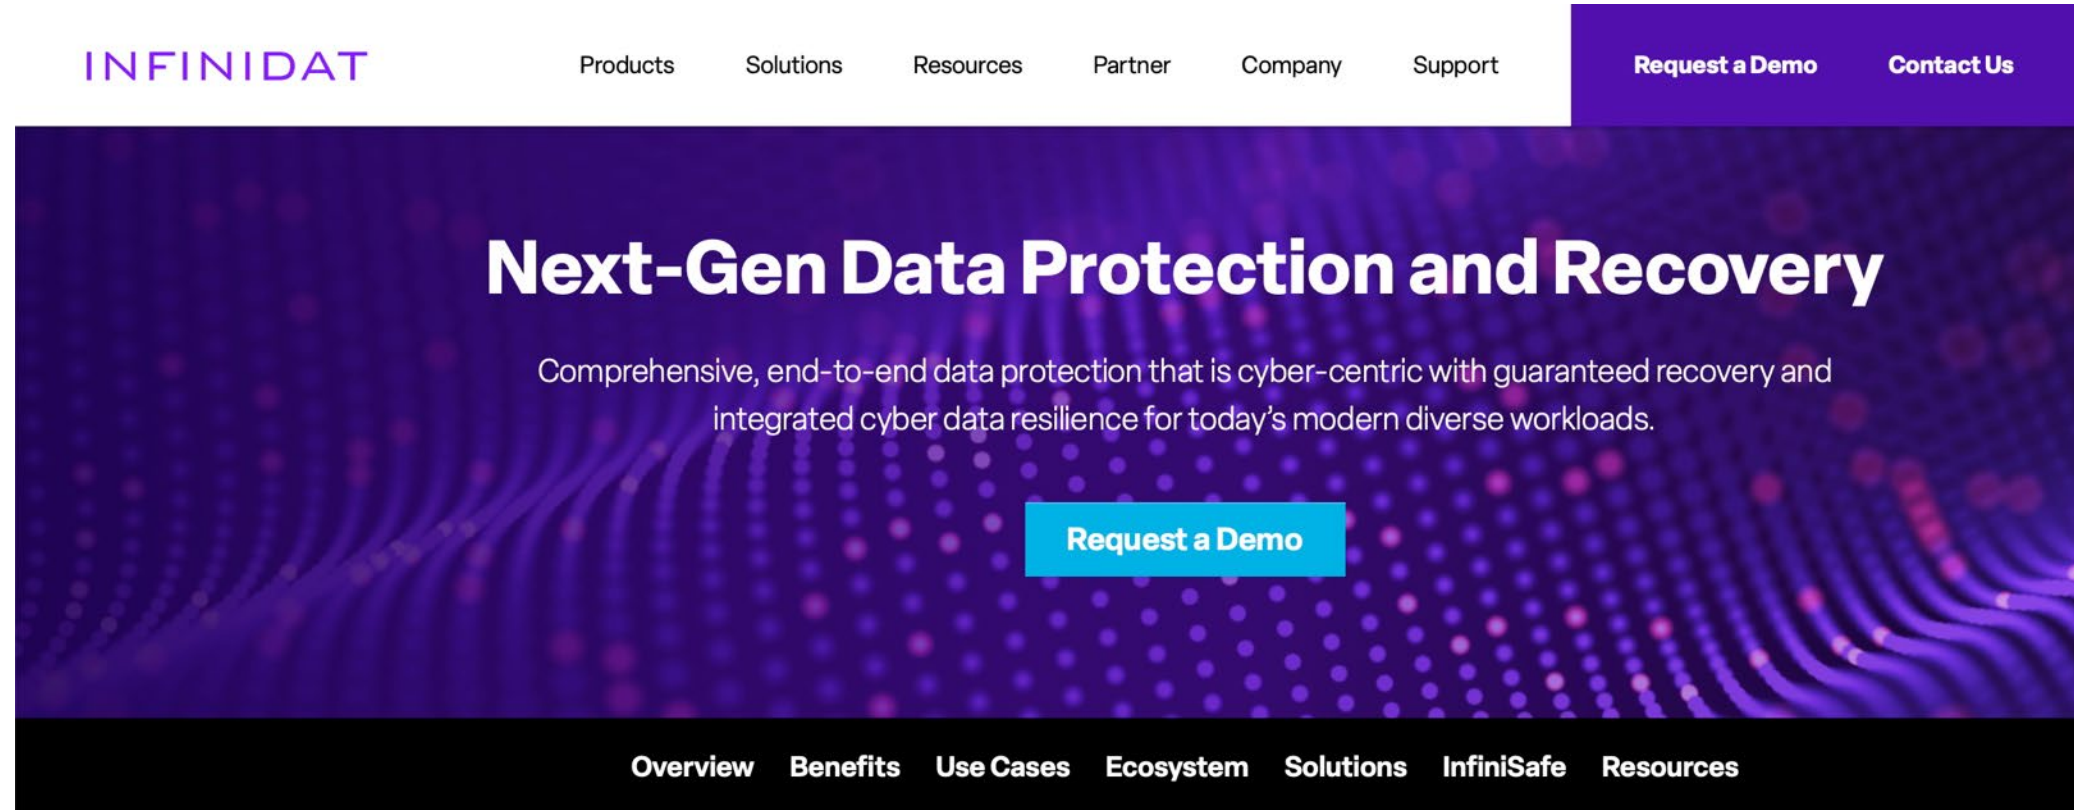 INFINIDAT
Products Solutions Resources Partner Company Support Request a Demo Contact Us
Next-Gen Data Protection and Recovery
Comprehensive, end-to-end data protection that is cyber-centric with guaranteed recovery and
integrated cyber data resilience for today’s modern diverse workloads.
Request a Demo
Overview Benefits Use Cases Ecosystem Solutions InfiniSafe Resources